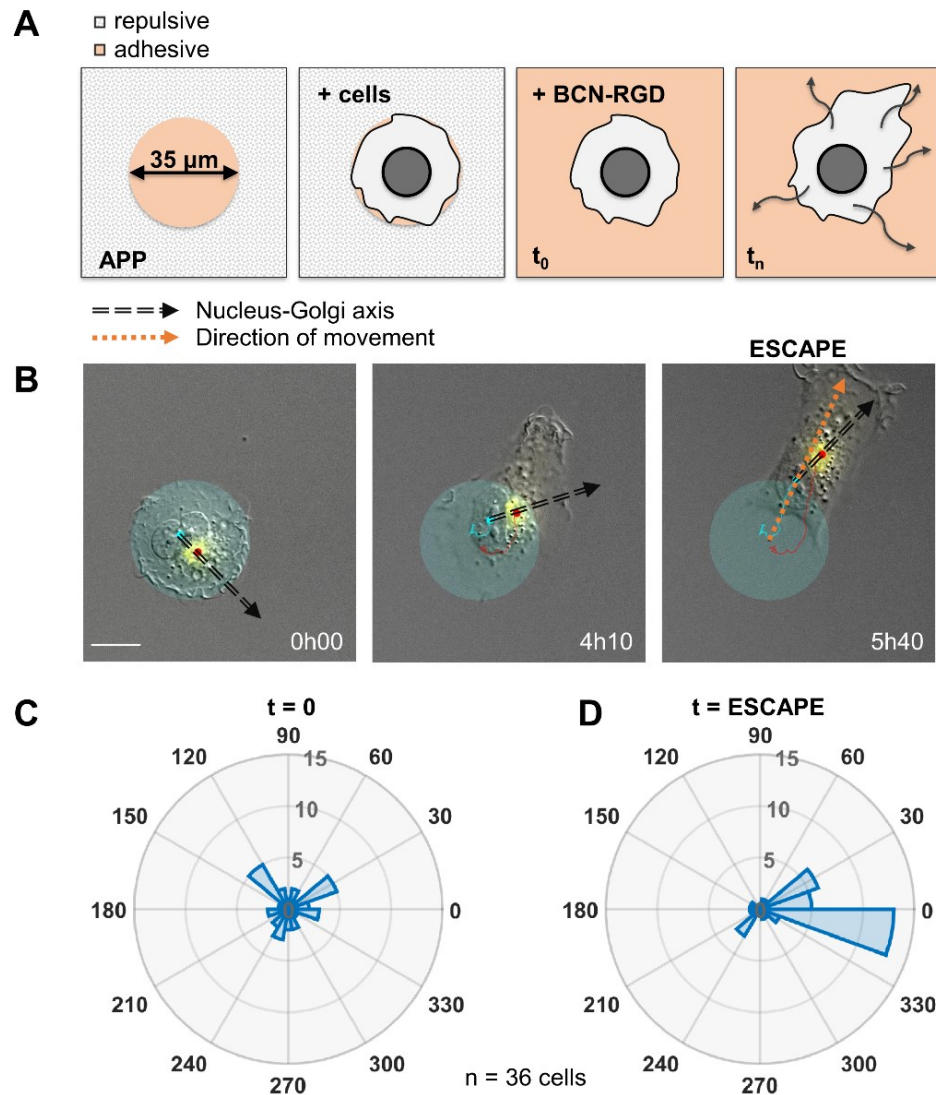 A
repulsive
adhesive
35 µm
APP
+ cells
+ BCN-RGD
t0
tn
Nucleus-Golgi axis
Direction of movement
B
ESCAPE
0h00
4h10
5h40
C
t = 0
90
120
15
60
10
150
30
5
180
0
0
210
330
240
300
270
D
t = ESCAPE
90
120
15
60
10
150
30
5
180
0
0
210
330
240
300
270
n = 36 cells